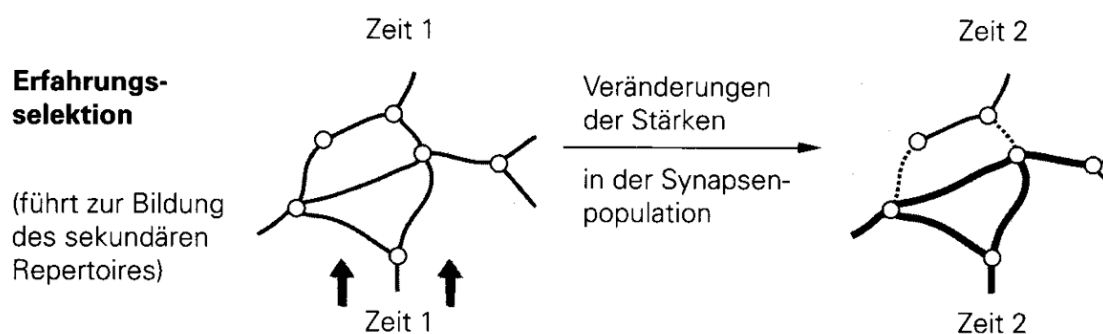 Zeit 1
Zeit 2
Erfahrungs-
selektion
Veränderungen
der Stärken
in der Synapsen-
population
(führt zur Bildung
des sekundären
Repertoires)
Zeit 1
Zeit 2